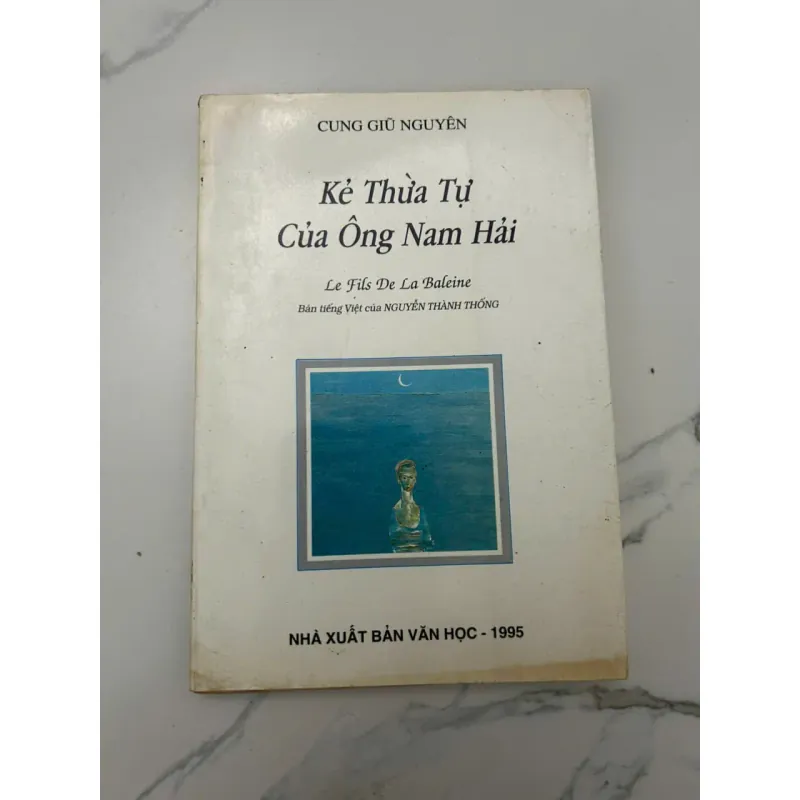 CUNG GIŨ NGUYÊN
Kẻ Thừa Tự
Của Ông Nam Hải
Le Fils De La Baleine
Bản tiếng Việt của NGUYỄN THÀNH THỐNG
NHÀ XUẤT BẢN VĂN HỌC - 1995